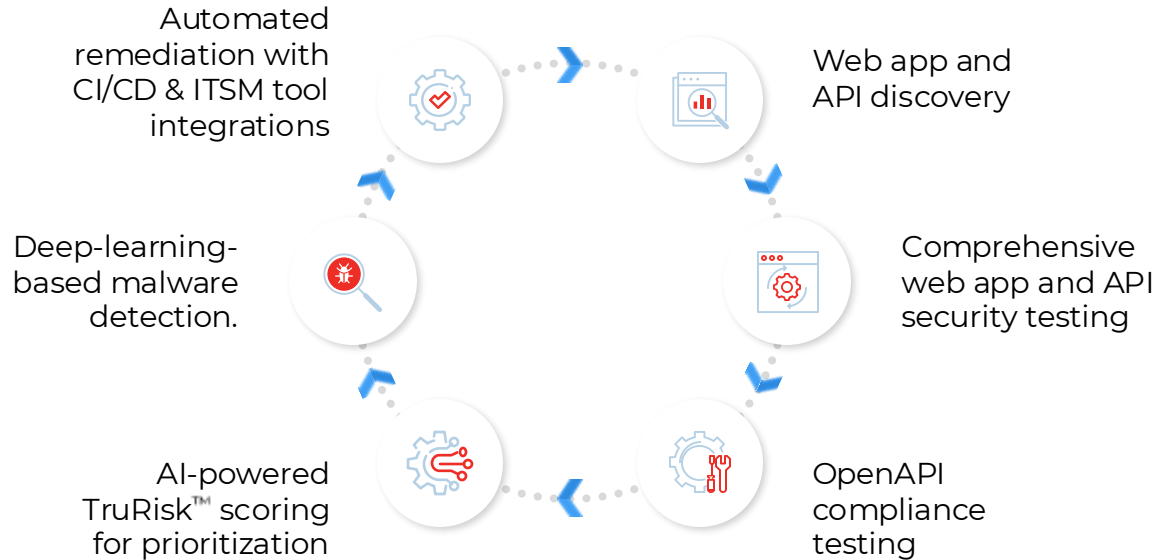 Automated
remediation with
CI/CD & ITSM tool
integrations
Web app and
API discovery
Comprehensive
web app and API
security testing
OpenAPI
compliance
testing
AI-powered
TruRisk™ scoring
for prioritization
Deep-learning-
based malware
detection.